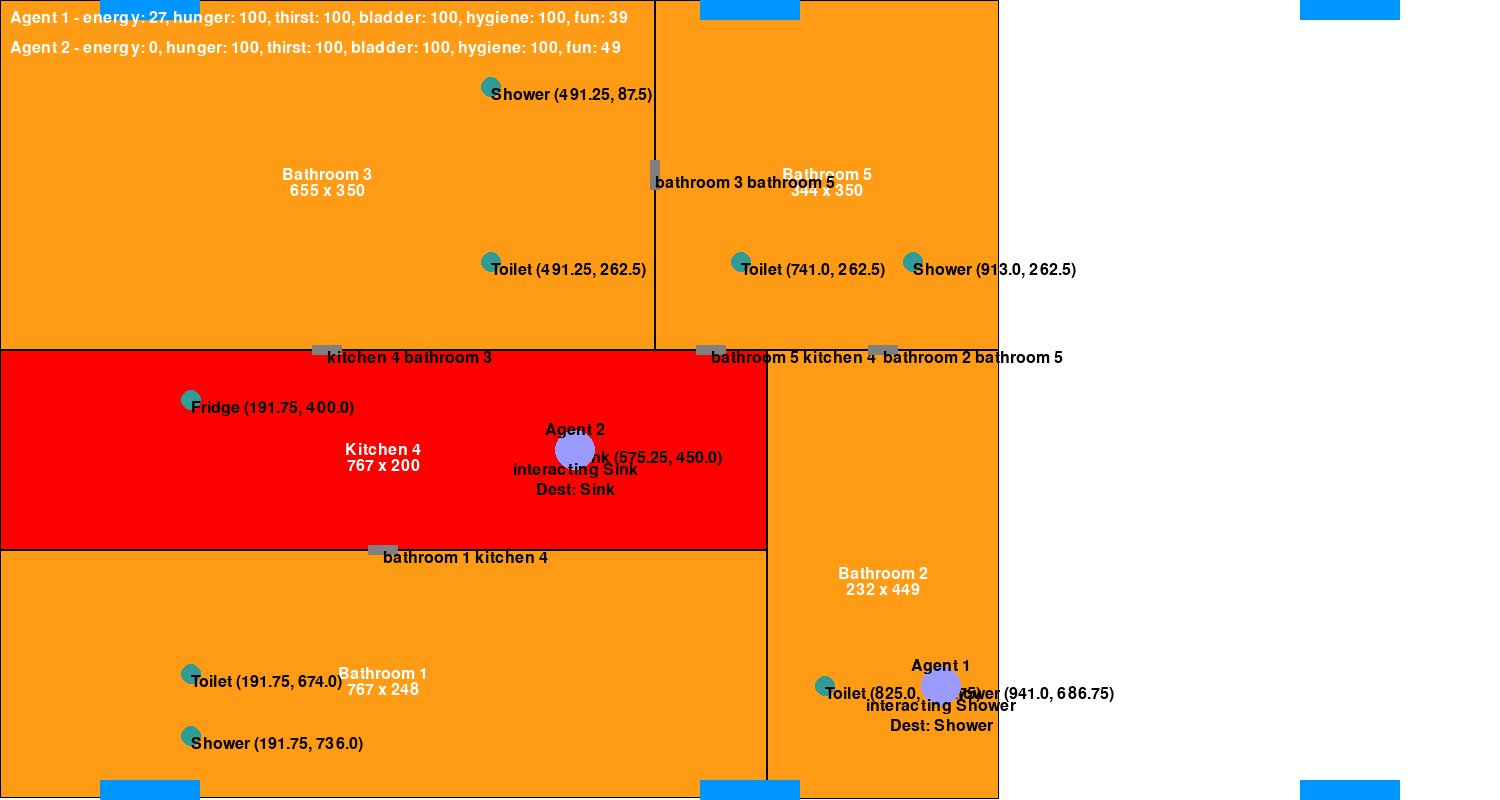 Agent 1 - energy: 27, hunger: 100, thirst: 100, bladder: 100, hygiene: 100, fun: 39
Agent 2 - energy: 0, hunger: 100, thirst: 100, bladder: 100, hygiene: 100, fun: 49
Shower (491.25, 87.5)
Bathroom 3
655 x 350
Bathroom 5
344 x 350
bathroom 3 bathroom 5
Toilet (491.25, 262.5)
Toilet (741.0, 262.5)
Shower (913.0, 262.5)
kitchen 4 bathroom 3
bathroom 5 kitchen 4
bathroom 2 bathroom 5
Fridge (191.75, 400.0)
Agent 2
Kitchen 4
767 x 200
(575.25, 450.0)
interacting Sink
Dest: Sink
bathroom 1 kitchen 4
Bathroom 2
232 x 449
Agent 1
Toilet (191.75, 674.0)
Bathroom 1
767 x 248
Toilet (825.0,
(941.0, 686.75)
interacting Shower
Dest: Shower
Shower (191.75, 736.0)